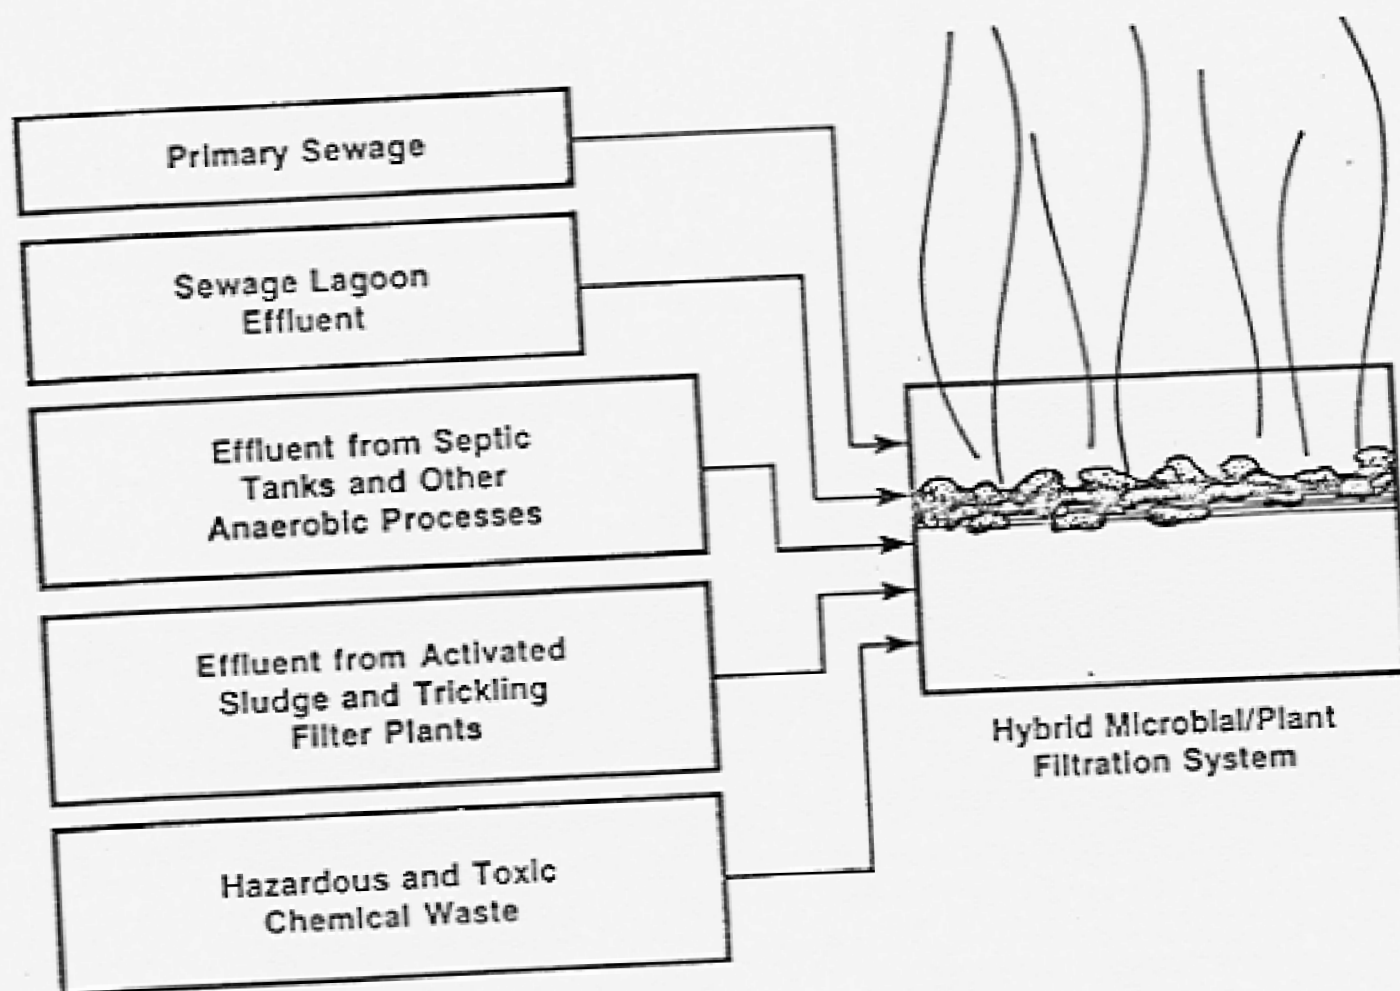 Primary Sewage
Sewage Lagoon
Effluent
Effluent from Septic
Tanks and Other
Anaerobic Processes
Effluent from Activated
Sludge and Trickling
Filter Plants
Hazardous and Toxic
Chemical Waste
Hybrid Microbial/Plant
Filtration System